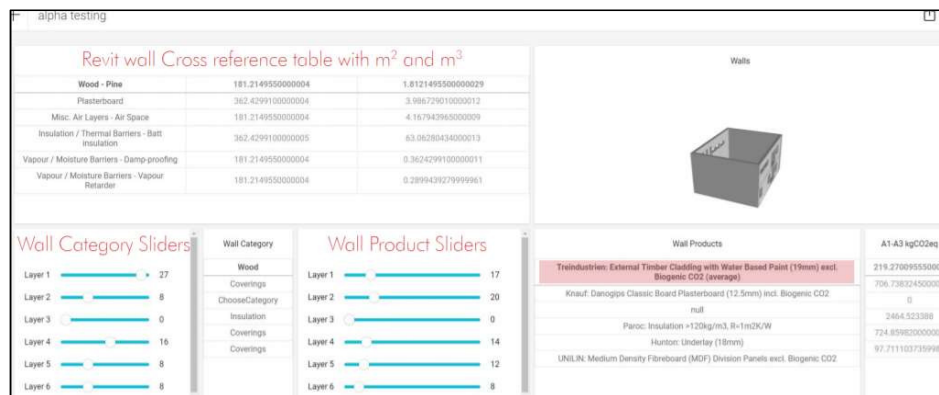 alpha testing
Revit wall Cross reference table with m² and m³
Wood - Pine 181.2149550000004 1.8121495500000029
Plasterboard 362.4299100000004 3.986729010000012
Misc. Air Layers - Air Space 181.2149550000004 4.167943965000009
Insulation / Thermal Barriers - Batt
insulation 362.4299100000005 63.06280434000013
Vapour / Moisture Barriers - Damp-proofing 181.2149550000004 0.3624299100000011
Vapour / Moisture Barriers - Vapour
Retarder 181.2149550000004 0.2899439279999961
Walls
Wall Category Sliders
Layer 1 27
Layer 2 8
Layer 3 0
Layer 4 16
Layer 5 8
Layer 6 8
Wall Category
Wood
Coverings
ChooseCategory
Insulation
Coverings
Coverings
Wall Product Sliders
Layer 1 17
Layer 2 20
Layer 3 0
Layer 4 14
Layer 5 12
Layer 6 8
Wall Products
Treindustrien: External Timber Cladding with Water Based Paint (19mm) excl.
Biogenic CO2 (average)
Knauf: Danogips Classic Board Plasterboard (12.5mm) incl. Biogenic CO2
null
Paroc: Insulation >120kg/m3, R=1m2K/W
Hunton: Underlay (18mm)
UNILIN: Medium Density Fibreboard (MDF) Division Panels excl. Biogenic CO2
A1-A3 kgCO2eq
219.27009555000
706.73832450000
0
2464.523388
724.85982000000
97.711103735998